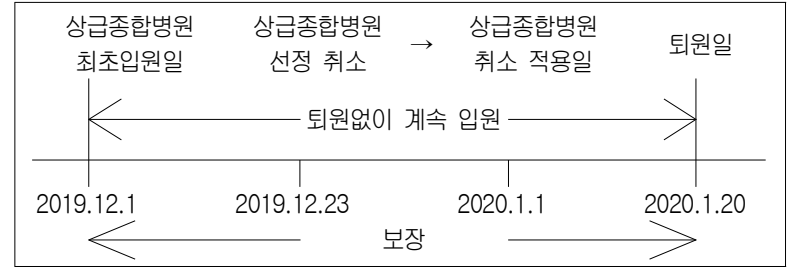 상급종합병원 상급종합병원 → 상급종합병원 퇴원일
최초입원일 선정 취소 취소 적용일
퇴원없이 계속 입원
2019.12.1 2019.12.23 2020.1.1 2020.1.20
보장